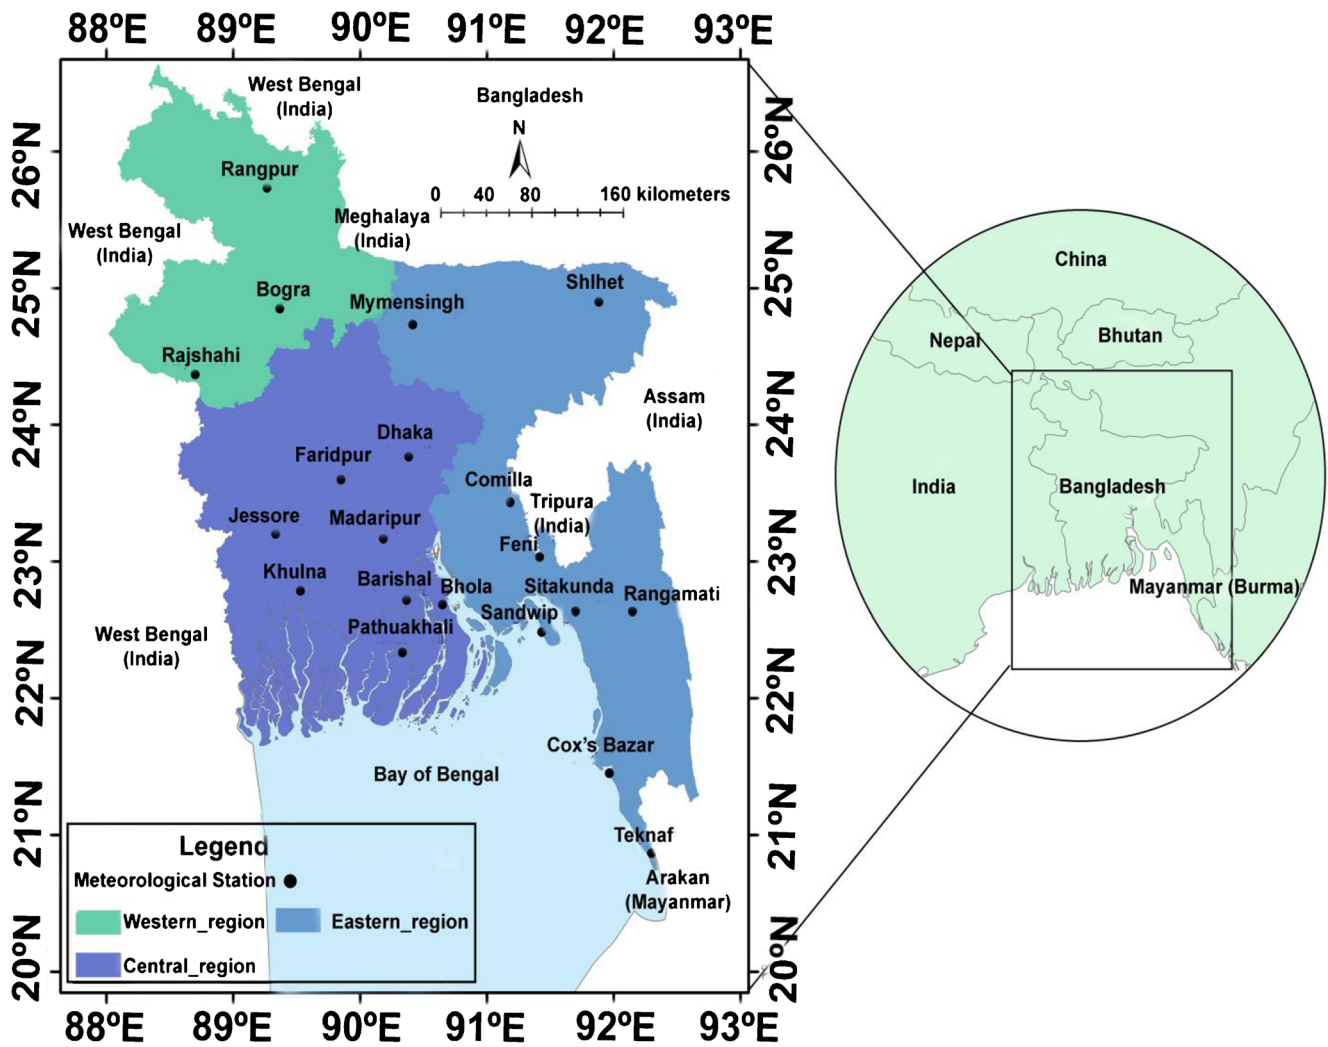 88ºE 89ºE 90ºE 91ºE 92ºE 93ºE
West Bengal
(India)
Bangladesh
N
0 40 80 160 kilometers
26ºN
26ºN
Rangpur
West Bengal
(India)
Meghalaya
(India)
25ºN
25ºN
Bogra
Shlhet
Mymensingh
Rajshahi
24ºN
24ºN
Assam
(India)
Dhaka
Faridpur
Comilla
Tripura
(India)
Jessore
Madaripur
Feni
23ºN
23ºN
Khulna
Barishal
Bhola
Sitakunda
Rangamati
Sandwip
Pathuakhali
West Bengal
(India)
22ºN
22ºN
Cox's Bazar
Bay of Bengal
21ºN
21ºN
Teknaf
Arakan
(Mayanmar)
Legend
Meteorological Station
Western_region
Eastern_region
Central_region
20ºN
20ºN
88ºE 89ºE 90ºE 91ºE 92ºE 93ºE
China
Nepal
Bhutan
India
Bangladesh
Mayanmar (Burma)